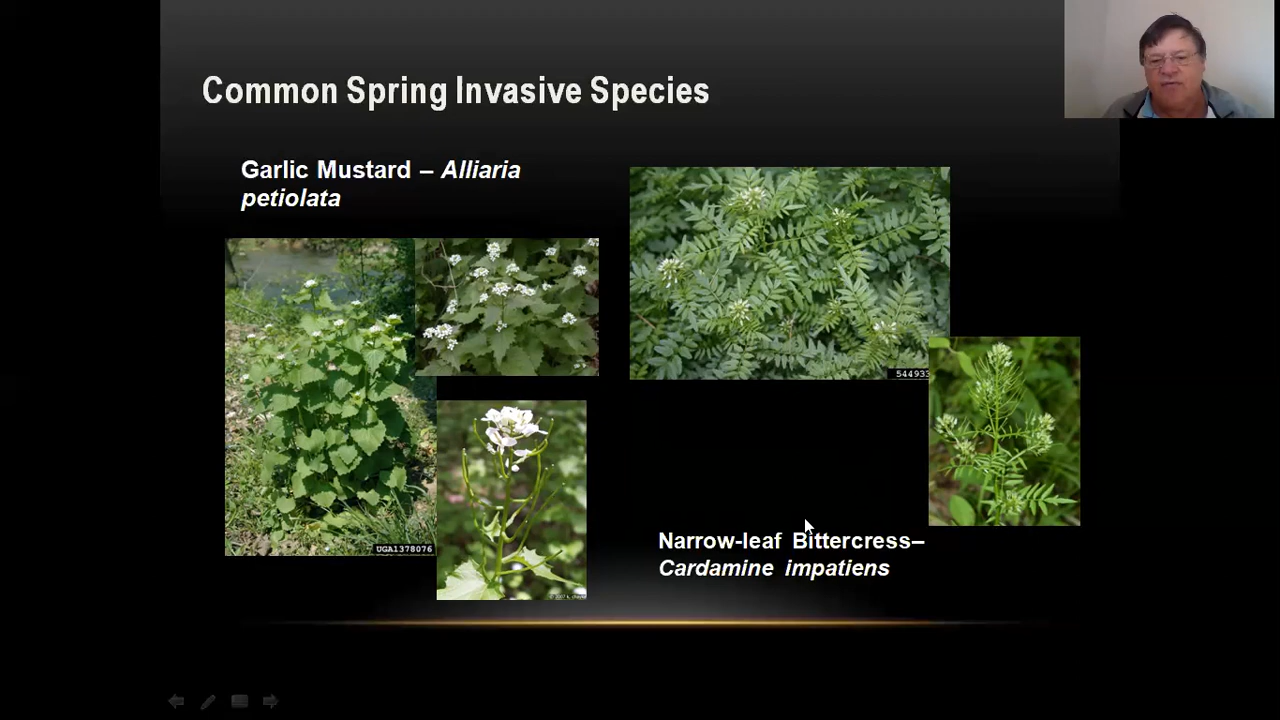 Common Spring Invasive Species
Garlic Mustard – Alliaria
petiolata
544933
UGA1378076
Narrow-leaf Bittercress–
Cardamine impatiens